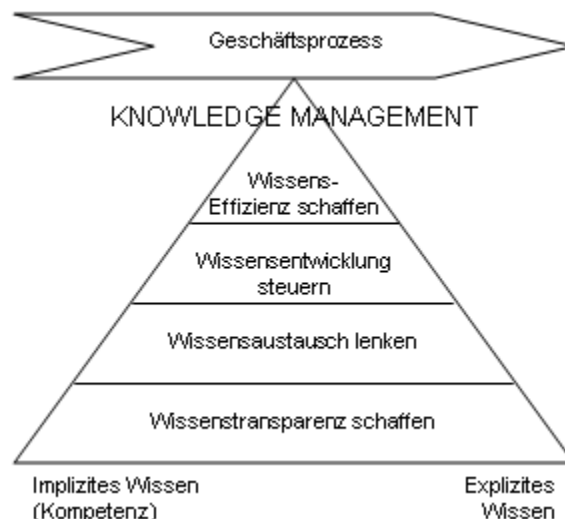 Geschäftsprozess
KNOWLEDGE MANAGEMENT
Wissens-
Effizienz schaffen
Wissensentwicklung
steuern
Wissensaustausch lenken
Wissenstransparenz schaffen
Implizites Wissen
(Kompetenz)
Explizites
Wissen